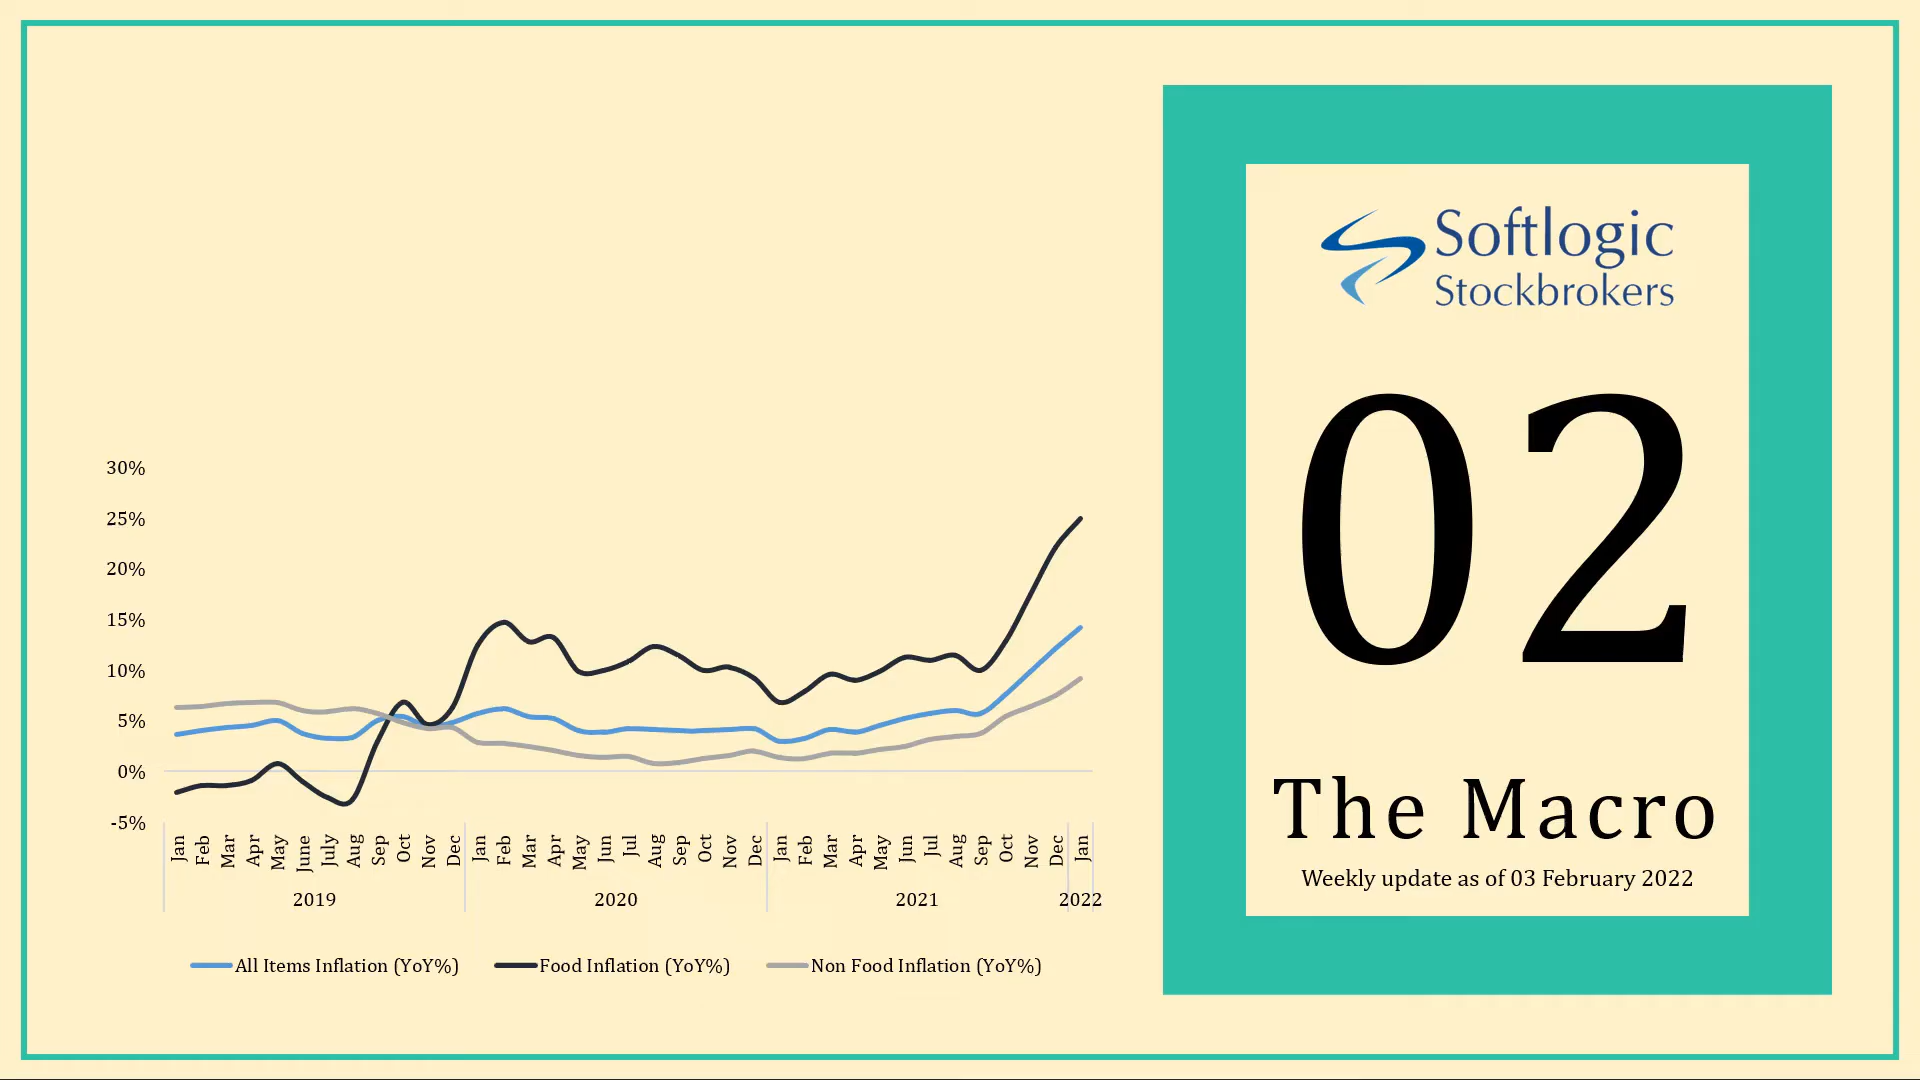 30%
25%
20%
15%
10%
5%
0%
-5%
Jan Feb Mar Apr May June July Aug Sep Oct Nov Dec Jan Feb Mar Apr May Jun Jul Aug Sep Oct Nov Dec Jan Feb Mar Apr May Jun Jul Aug Sep Oct Nov Dec Jan
2019 2020 2021 2022
All Items Inflation (YoY%) Food Inflation (YoY%) Non Food Inflation (YoY%)
Softlogic
Stockbrokers
02
The Macro
Weekly update as of 03 February 2022